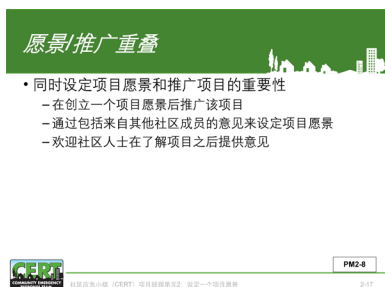 愿景/推广重叠
• 同时设定项目愿景和推广项目的重要性
– 在创立一个项目愿景后推广该项目
– 通过包括来自其他社区成员的意见来设定项目愿景
– 欢迎社区人士在了解项目之后提供意见
PM2-8
CERT
COMMUNITY EMERGENCY RESPONSE TEAM
社区应急小组（CERT）项目经理单元2 设定一个项目愿景
2-17